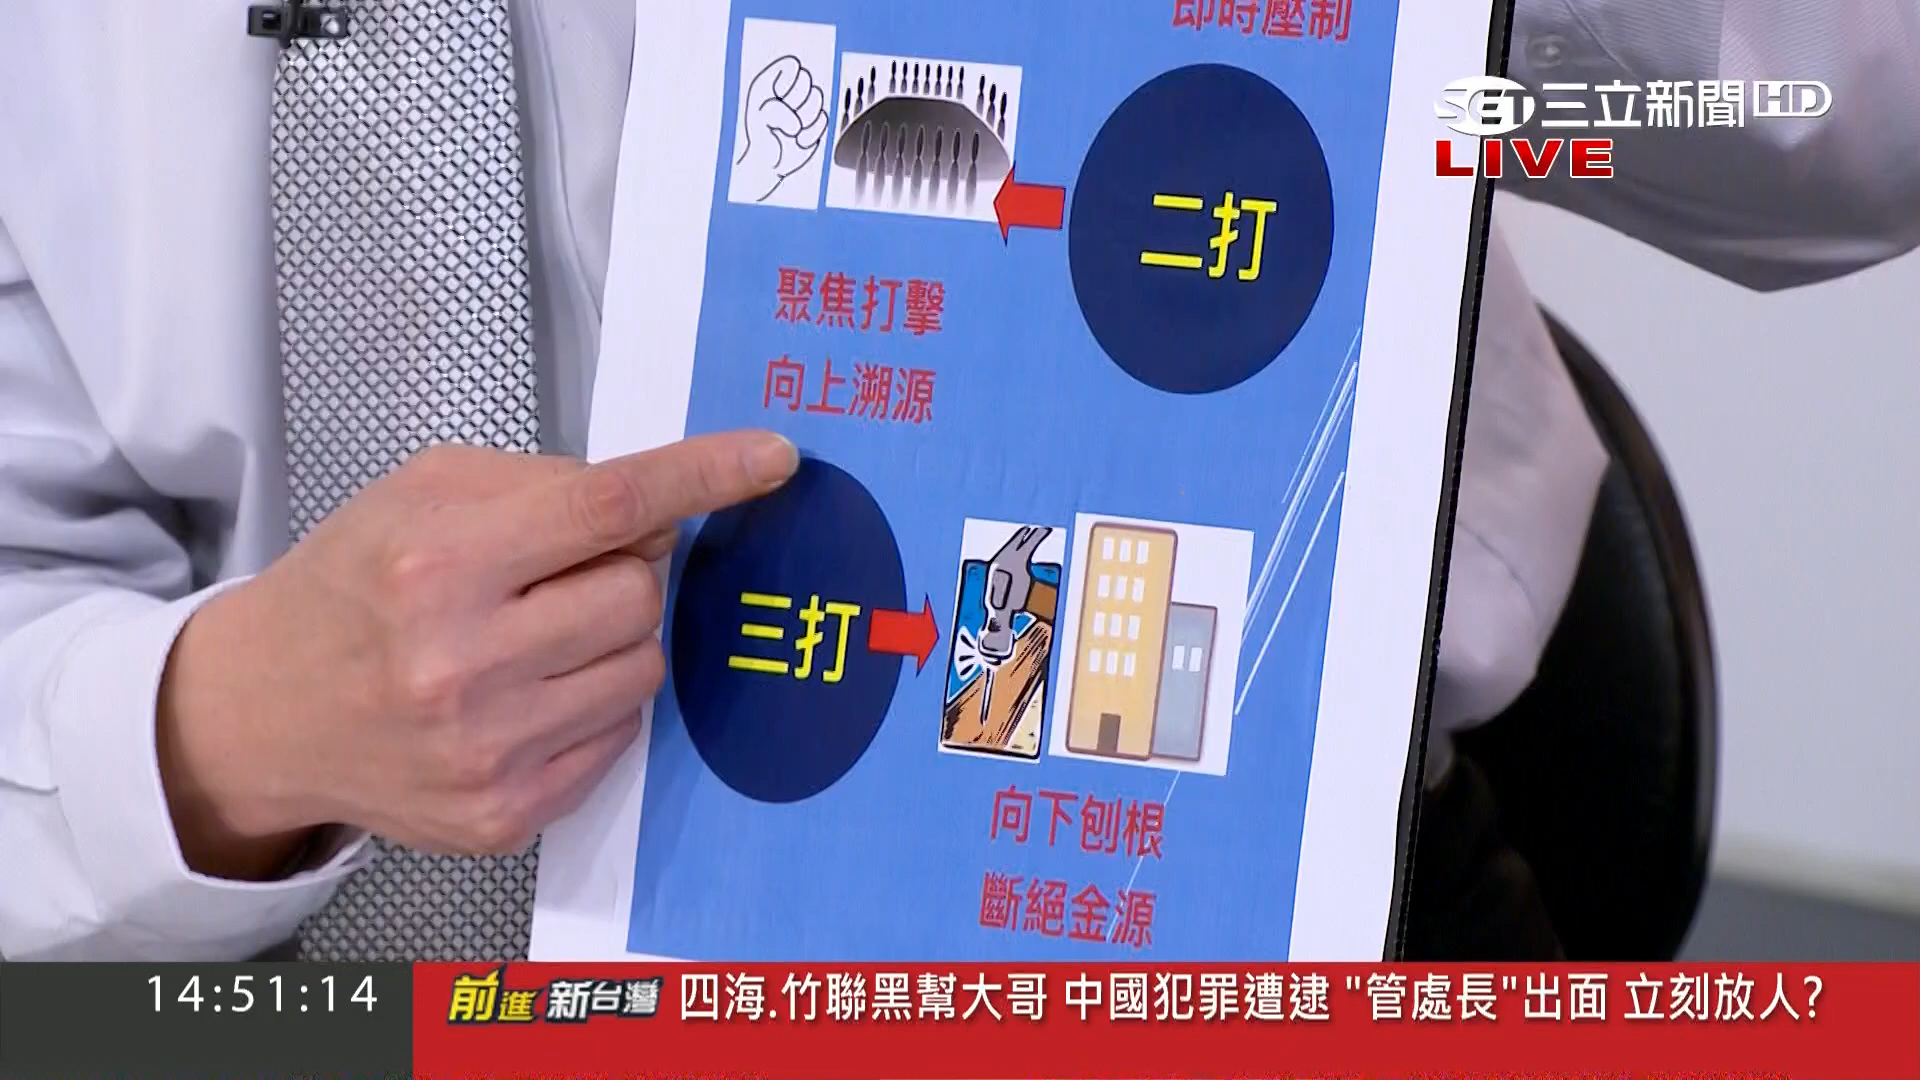 即時壓制
SET三立新聞HD
LIVE
二打
聚焦打擊
向上溯源
三打
向下刨根
斷絕金源
14:51:14
前進新台灣
四海.竹聯黑幫大哥 中國犯罪遭逮 "管處長"出面 立刻放人?